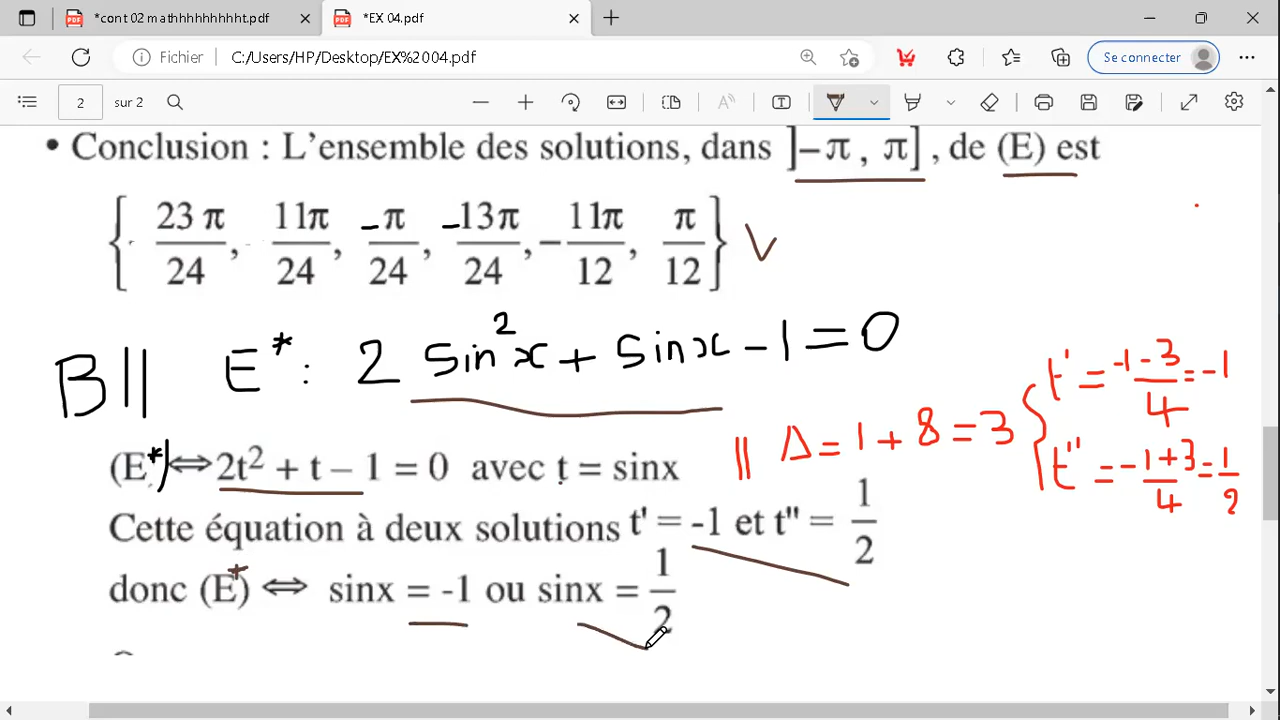 *cont 02 mathhhhhhhhht.pdf
*EX 04.pdf
Fichier C:/Users/HP/Desktop/EX%2004.pdf
Se connecter
2 sur 2
• Conclusion : L'ensemble des solutions, dans ]-π, π], de (E) est
{ 23π/24, 11π/24, -π/24, -13π/24, -11π/12, π/12 }
B|| E* : 2 sin²x + sinx - 1 = 0
(E*) ⇔ 2t² + t - 1 = 0 avec t = sinx
|| Δ = 1 + 8 = 3 { t' = -1 - 3/4 = -1
t'' = -1 + 3/4 = 1/2
Cette équation à deux solutions t' = -1 et t'' = 1/2
donc (E*) ⇔ sinx = -1 ou sinx = 1/2